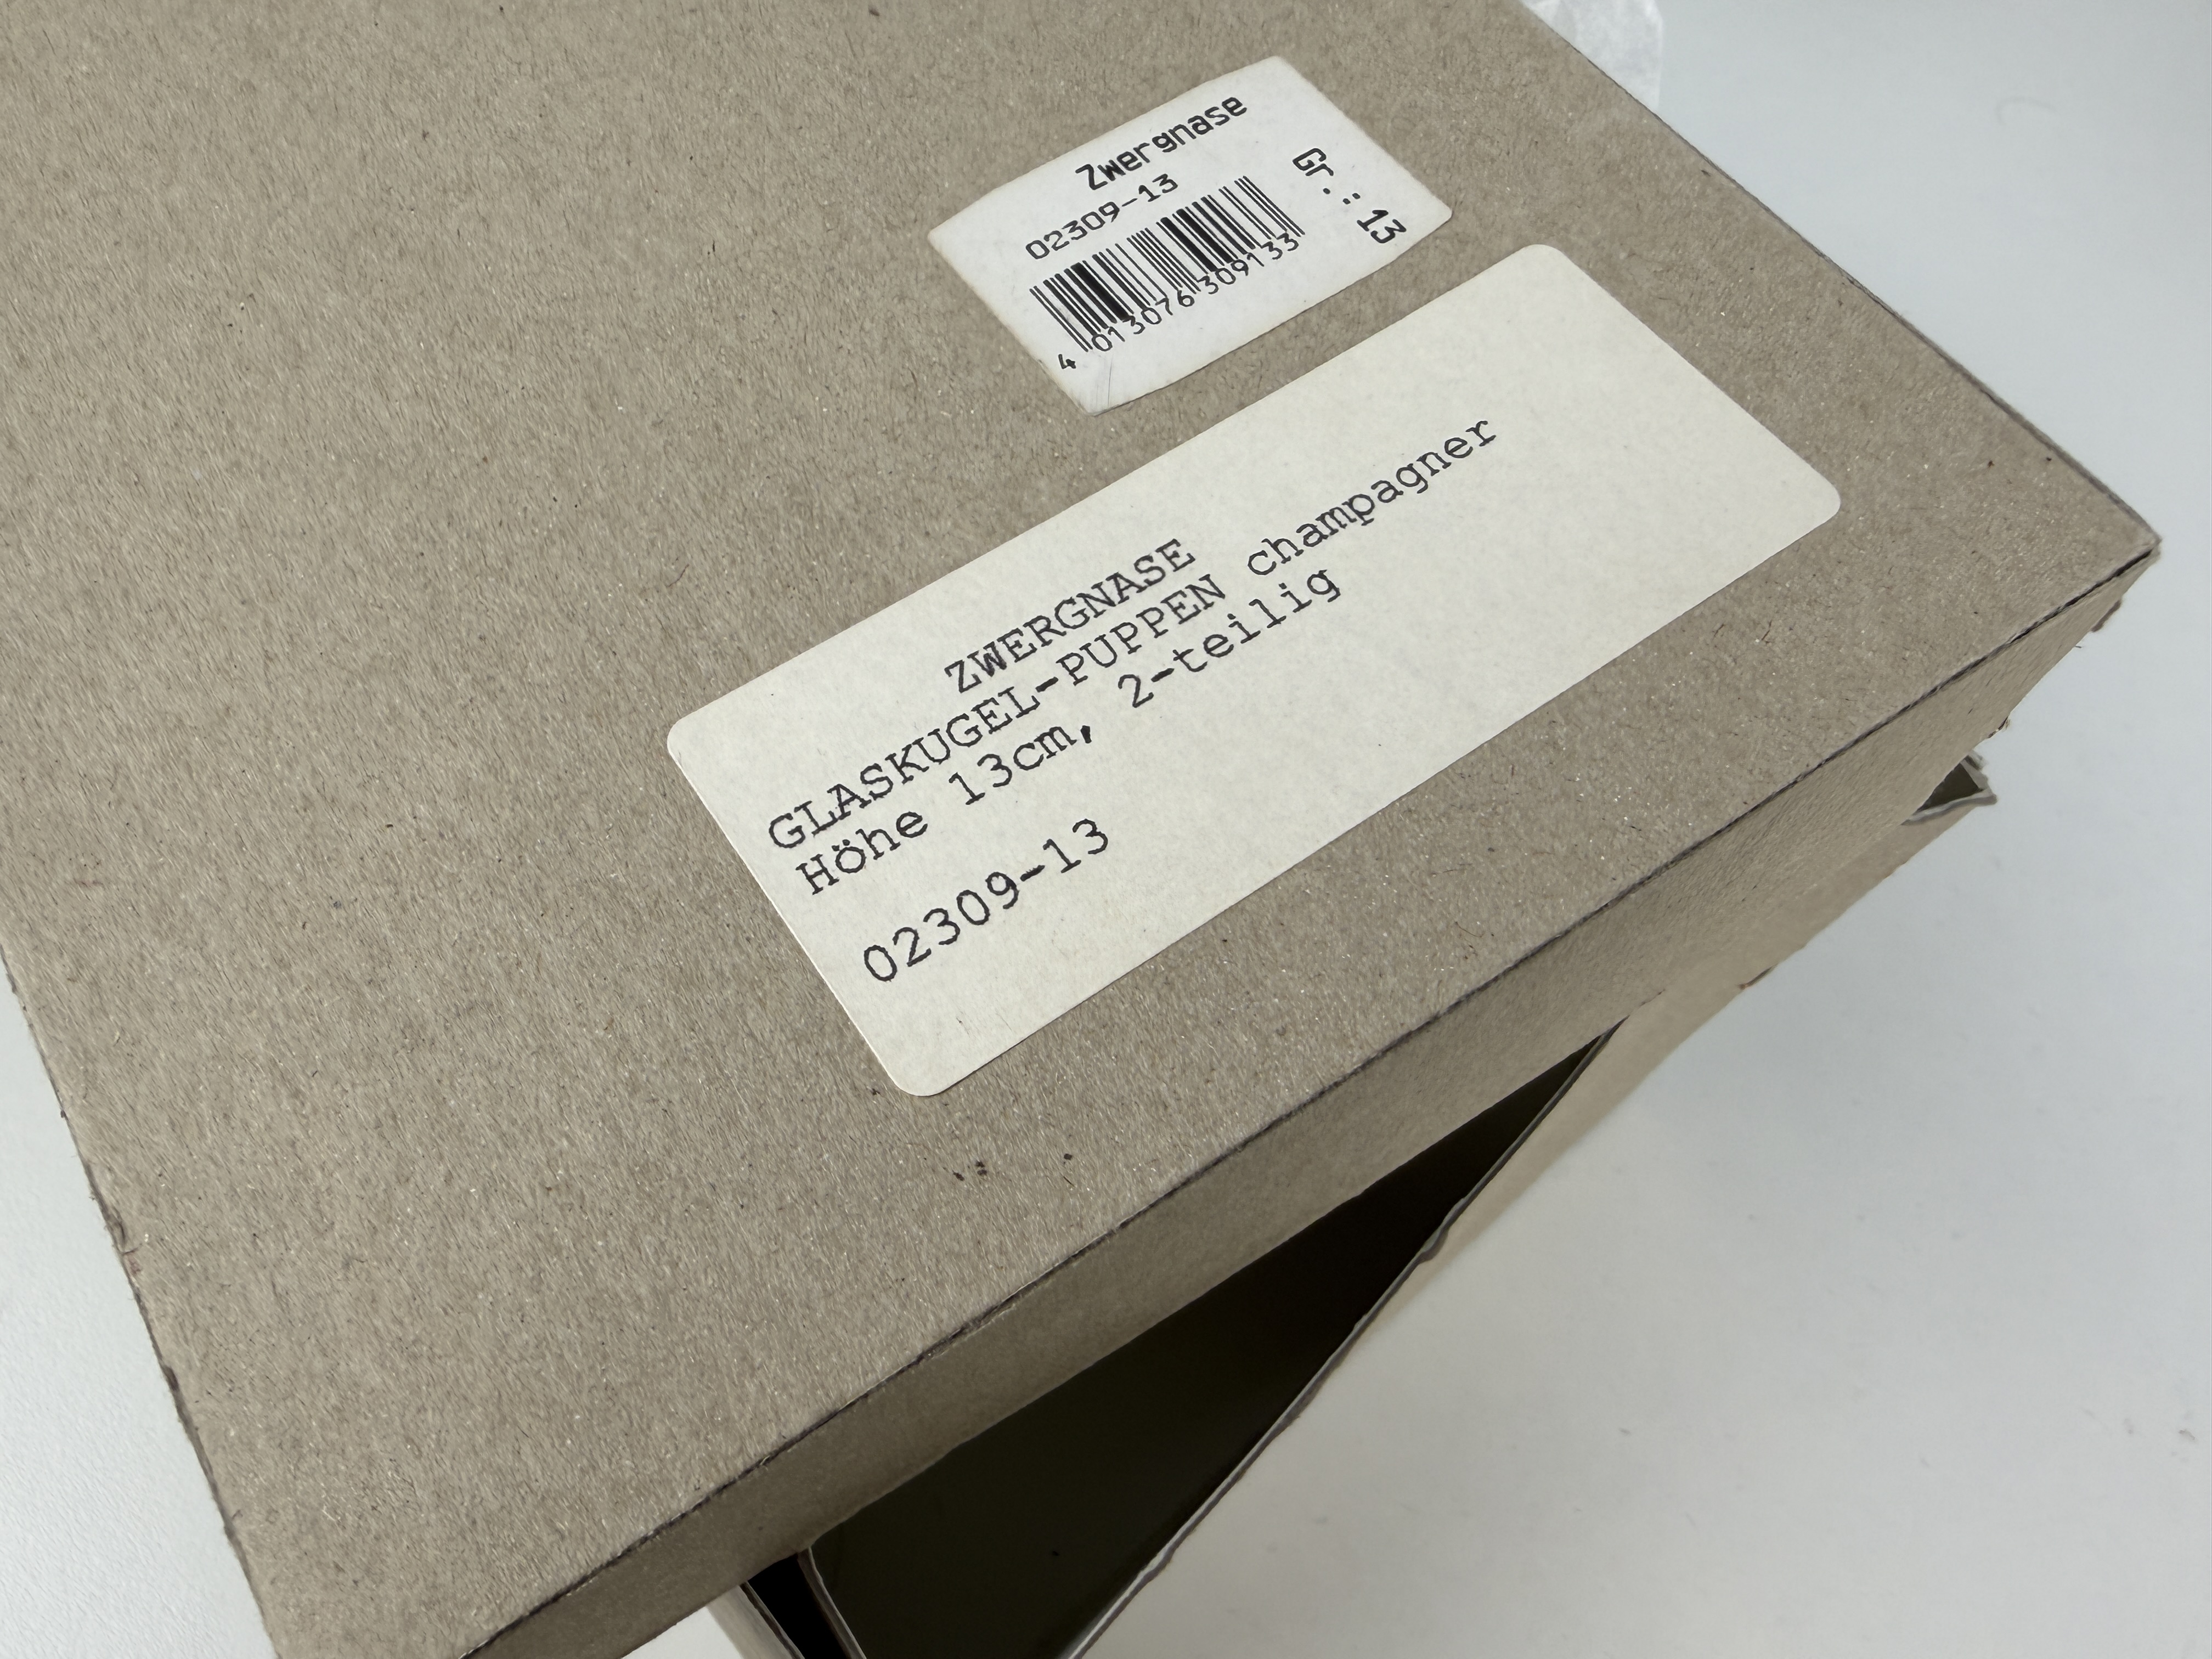 Zwergnase
02309-13
4 013076 309133
Gr.: 13
ZWERGNASE
GLASKUGEL-PUPPEN champagner
Höhe 13cm, 2-teilig
02309-13